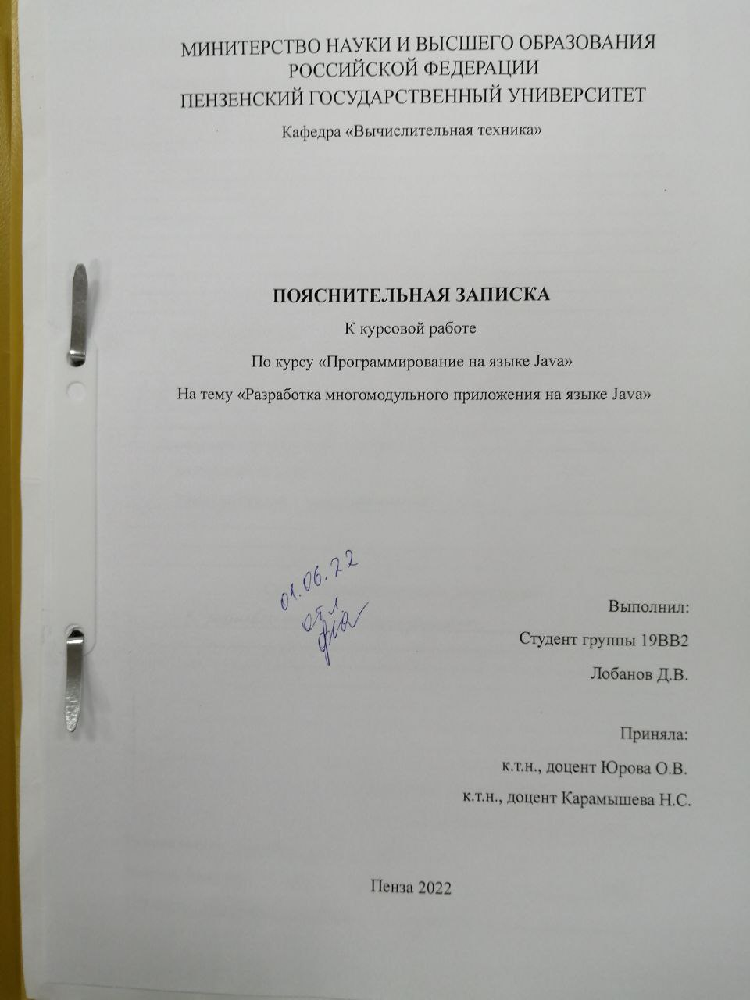 МИНИТЕРСТВО НАУКИ И ВЫСШЕГО ОБРАЗОВАНИЯ
РОССИЙСКОЙ ФЕДЕРАЦИИ
ПЕНЗЕНСКИЙ ГОСУДАРСТВЕННЫЙ УНИВЕРСИТЕТ
Кафедра «Вычислительная техника»
ПОЯСНИТЕЛЬНАЯ ЗАПИСКА
К курсовой работе
По курсу «Программирование на языке Java»
На тему «Разработка многомодульного приложения на языке Java»
01.06.22
отл
Выполнил:
Студент группы 19ВВ2
Лобанов Д.В.
Приняла:
к.т.н., доцент Юрова О.В.
к.т.н., доцент Карамышева Н.С.
Пенза 2022